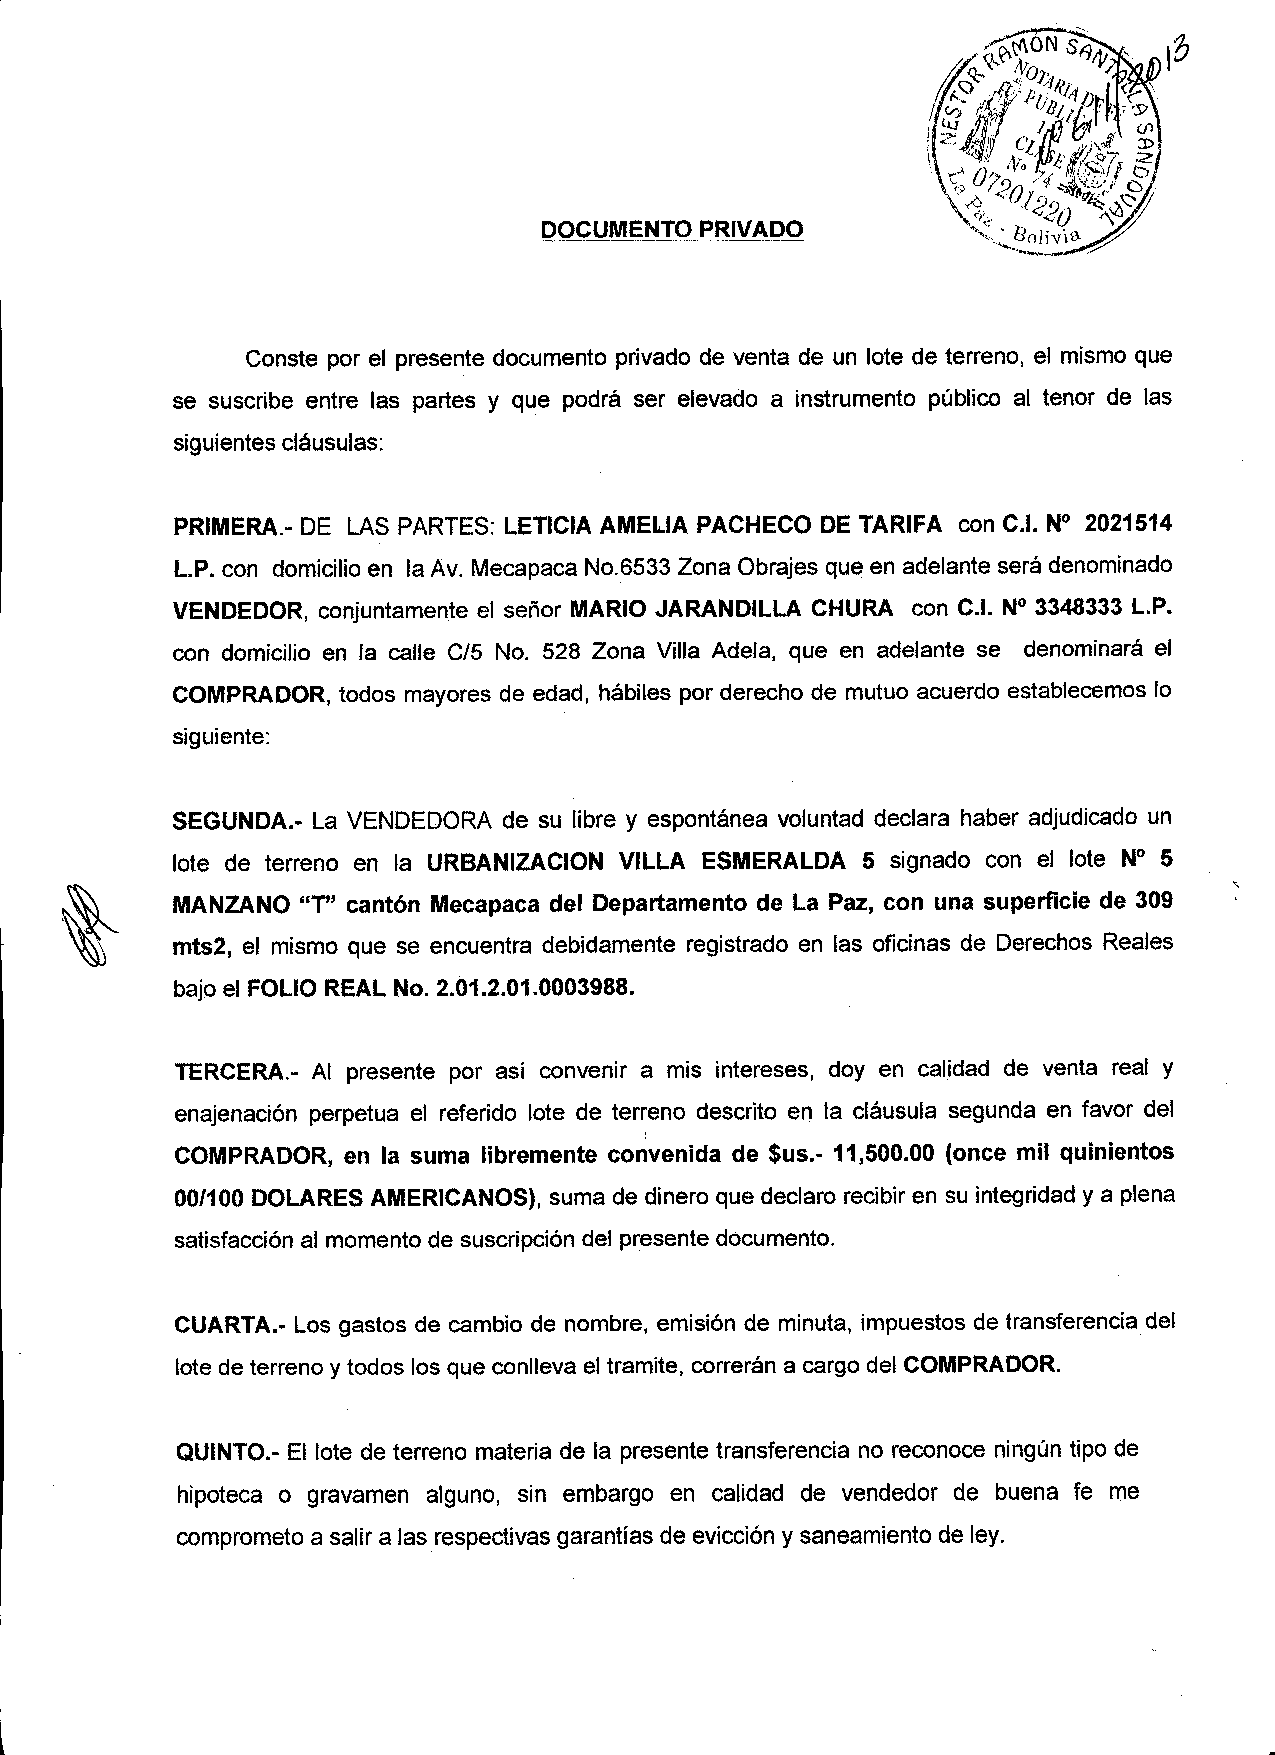 NESTOR RAMÓN SANTALLA SANDOVAL
NOTARIA DE FE
PUBLICA
CLASE
Nº 74
07201220
La Paz - Bolivia
DOCUMENTO PRIVADO
Conste por el presente documento privado de venta de un lote de terreno, el mismo que
se suscribe entre las partes y que podrá ser elevado a instrumento público al tenor de las
siguientes cláusulas:
PRIMERA.- DE LAS PARTES: LETICIA AMELIA PACHECO DE TARIFA con C.I. Nº 2021514
L.P. con domicilio en la Av. Mecapaca No.6533 Zona Obrajes que en adelante será denominado
VENDEDOR, conjuntamente el señor MARIO JARANDILLA CHURA con C.I. Nº 3348333 L.P.
con domicilio en la calle C/5 No. 528 Zona Villa Adela, que en adelante se denominará el
COMPRADOR, todos mayores de edad, hábiles por derecho de mutuo acuerdo establecemos lo
siguiente:
SEGUNDA.- La VENDEDORA de su libre y espontánea voluntad declara haber adjudicado un
lote de terreno en la URBANIZACION VILLA ESMERALDA 5 signado con el lote Nº 5
MANZANO “T” cantón Mecapaca del Departamento de La Paz, con una superficie de 309
mts2, el mismo que se encuentra debidamente registrado en las oficinas de Derechos Reales
bajo el FOLIO REAL No. 2.01.2.01.0003988.
TERCERA.- Al presente por asi convenir a mis intereses, doy en calidad de venta real y
enajenación perpetua el referido lote de terreno descrito en la cláusula segunda en favor del
COMPRADOR, en la suma libremente convenida de $us.- 11,500.00 (once mil quinientos
00/100 DOLARES AMERICANOS), suma de dinero que declaro recibir en su integridad y a plena
satisfacción al momento de suscripción del presente documento.
CUARTA.- Los gastos de cambio de nombre, emisión de minuta, impuestos de transferencia del
lote de terreno y todos los que conlleva el tramite, correrán a cargo del COMPRADOR.
QUINTO.- El lote de terreno materia de la presente transferencia no reconoce ningún tipo de
hipoteca o gravamen alguno, sin embargo en calidad de vendedor de buena fe me
comprometo a salir a las respectivas garantías de evicción y saneamiento de ley.